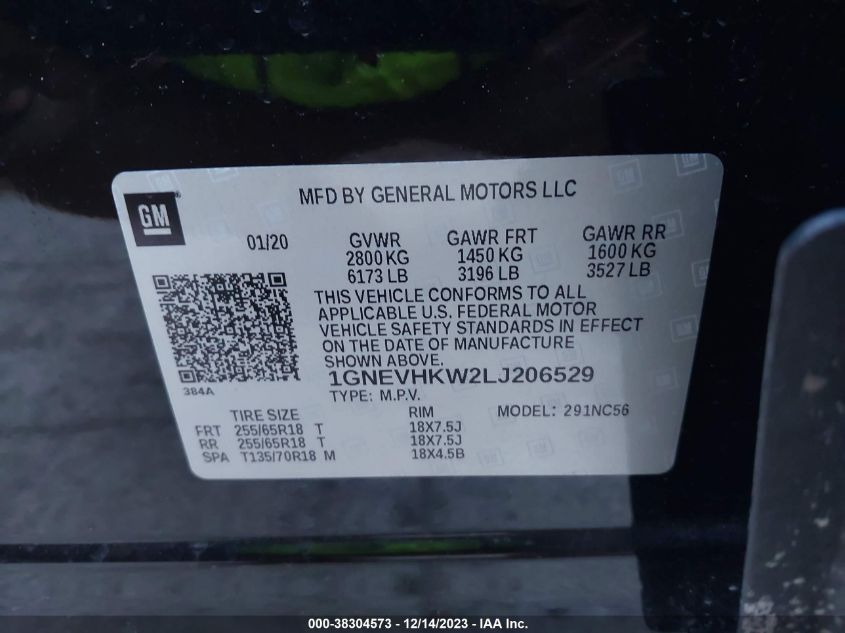 GM
MFD BY GENERAL MOTORS LLC
01/20 GVWR GAWR FRT GAWR RR
2800 KG 1450 KG 1600 KG
6173 LB 3196 LB 3527 LB
THIS VEHICLE CONFORMS TO ALL
APPLICABLE U.S. FEDERAL MOTOR
VEHICLE SAFETY STANDARDS IN EFFECT
ON THE DATE OF MANUFACTURE
SHOWN ABOVE.
1GNEVHKW2LJ206529
384A TYPE: M.P.V.
TIRE SIZE RIM MODEL: 291NC56
FRT 255/65R18 T 18X7.5J
RR 255/65R18 T 18X7.5J
SPA T135/70R18 M 18X4.5B
000-38304573 - 12/14/2023 - IAA Inc.